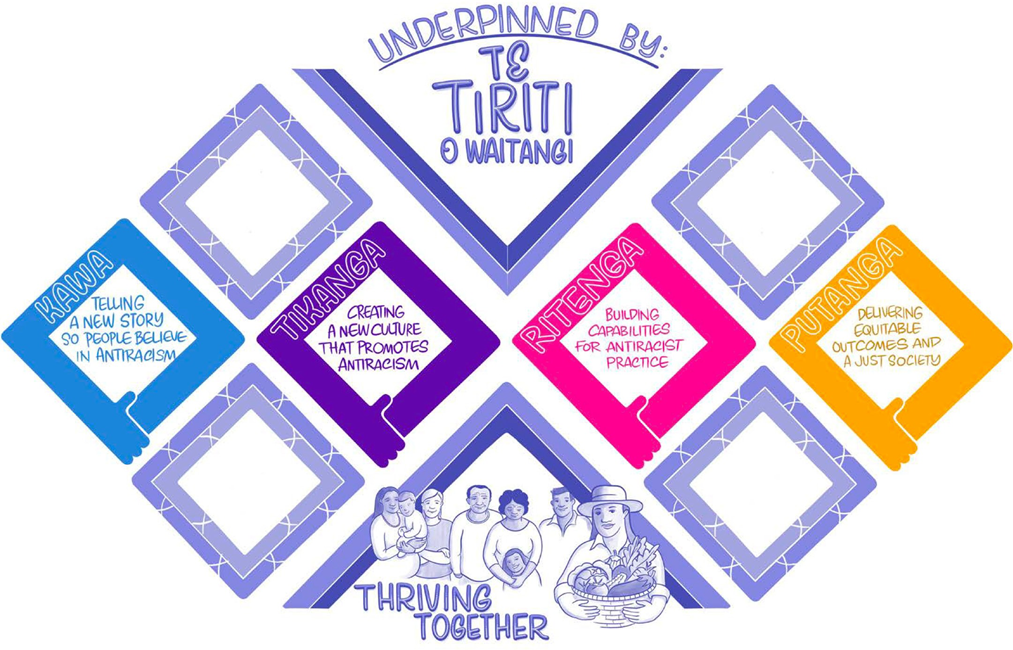 UNDERPINNED BY:
TE
TIRITI
O WAITANGI
KAWA
TELLING
A NEW STORY
SO PEOPLE BELIEVE
IN ANTIRACISM
TIKANGA
CREATING
A NEW CULTURE
THAT PROMOTES
ANTIRACISM
RITENGA
BUILDING
CAPABILITIES
FOR ANTIRACIST
PRACTICE
PUTANGA
DELIVERING
EQUITABLE
OUTCOMES AND
A JUST SOCIETY
THRIVING
TOGETHER